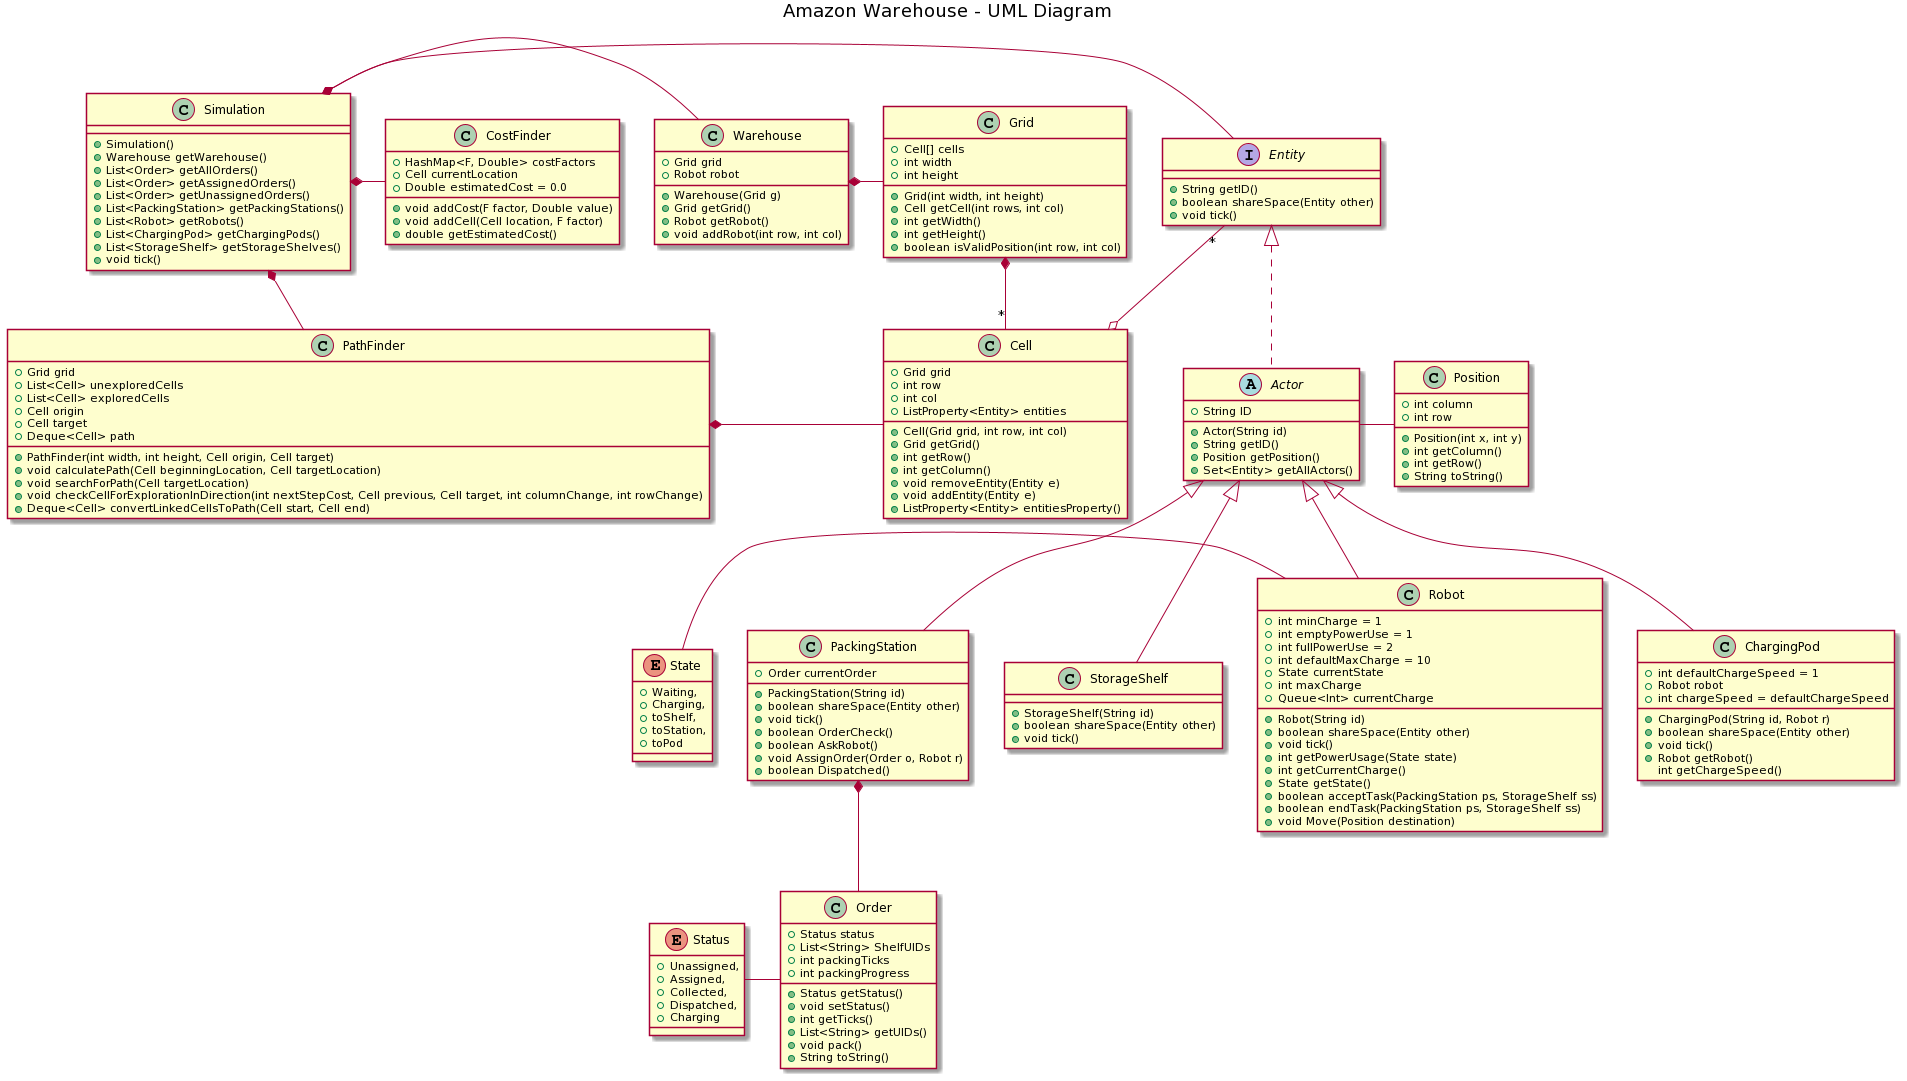 Amazon Warehouse - UML Diagram
C Simulation
Simulation()
Warehouse getWarehouse()
List<Order> getAllOrders()
List<Order> getAssignedOrders()
List<Order> getUnassignedOrders()
List<PackingStation> getPackingStations()
List<Robot> getRobots()
List<ChargingPod> getChargingPods()
List<StorageShelf> getStorageShelves()
void tick()
C CostFinder
HashMap<F, Double> costFactors
Cell currentLocation
Double estimatedCost = 0.0
void addCost(F factor, Double value)
void addCell(Cell location, F factor)
double getEstimatedCost()
C Warehouse
Grid grid
Robot robot
Warehouse(Grid g)
Grid getGrid()
Robot getRobot()
void addRobot(int row, int col)
C Grid
Cell[] cells
int width
int height
Grid(int width, int height)
Cell getCell(int rows, int col)
int getWidth()
int getHeight()
boolean isValidPosition(int row, int col)
I Entity
String getID()
boolean shareSpace(Entity other)
void tick()
*
*
C PathFinder
Grid grid
List<Cell> unexploredCells
List<Cell> exploredCells
Cell origin
Cell target
Deque<Cell> path
PathFinder(int width, int height, Cell origin, Cell target)
void calculatePath(Cell beginningLocation, Cell targetLocation)
void searchForPath(Cell targetLocation)
void checkCellForExplorationInDirection(int nextStepCost, Cell previous, Cell target, int columnChange, int rowChange)
Deque<Cell> convertLinkedCellsToPath(Cell start, Cell end)
C Cell
Grid grid
int row
int col
ListProperty<Entity> entities
Cell(Grid grid, int row, int col)
Grid getGrid()
int getRow()
int getColumn()
void removeEntity(Entity e)
void addEntity(Entity e)
ListProperty<Entity> entitiesProperty()
A Actor
String ID
Actor(String id)
String getID()
Position getPosition()
Set<Entity> getAllActors()
C Position
int column
int row
Position(int x, int y)
int getColumn()
int getRow()
String toString()
E State
Waiting,
Charging,
toShelf,
toStation,
toPod
C PackingStation
Order currentOrder
PackingStation(String id)
boolean shareSpace(Entity other)
void tick()
boolean OrderCheck()
boolean AskRobot()
void AssignOrder(Order o, Robot r)
boolean Dispatched()
C StorageShelf
StorageShelf(String id)
boolean shareSpace(Entity other)
void tick()
C Robot
int minCharge = 1
int emptyPowerUse = 1
int fullPowerUse = 2
int defaultMaxCharge = 10
State currentState
int maxCharge
Queue<Int> currentCharge
Robot(String id)
boolean shareSpace(Entity other)
void tick()
int getPowerUsage(State state)
int getCurrentCharge()
State getState()
boolean acceptTask(PackingStation ps, StorageShelf ss)
boolean endTask(PackingStation ps, StorageShelf ss)
void Move(Position destination)
C ChargingPod
int defaultChargeSpeed = 1
Robot robot
int chargeSpeed = defaultChargeSpeed
ChargingPod(String id, Robot r)
boolean shareSpace(Entity other)
void tick()
Robot getRobot()
int getChargeSpeed()
E Status
Unassigned,
Assigned,
Collected,
Dispatched,
Charging
C Order
Status status
List<String> ShelfUIDs
int packingTicks
int packingProgress
Status getStatus()
void setStatus()
int getTicks()
List<String> getUIDs()
void pack()
String toString()